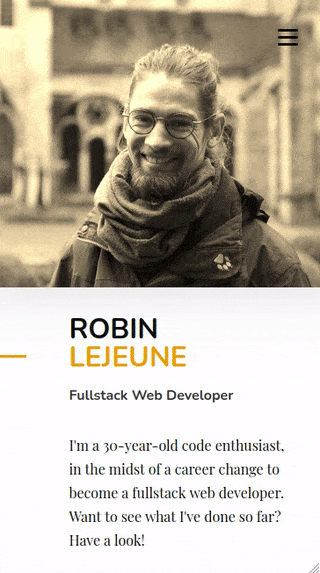 ROBIN
LEJEUNE
Fullstack Web Developer
I'm a 30-year-old code enthusiast,
in the midst of a career change to
become a fullstack web developer.
Want to see what I've done so far?
Have a look!